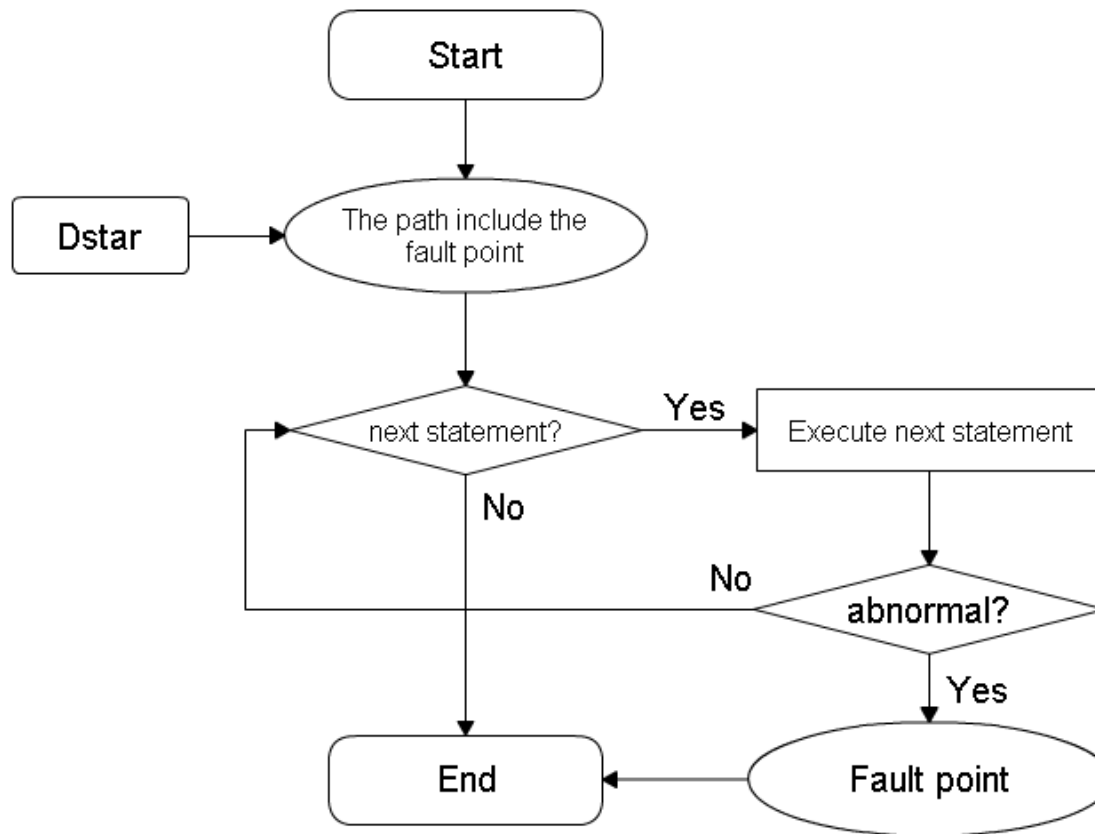 Start
Dstar
The path include the
fault point
next statement?
Yes
Execute next statement
No
No
abnormal?
Yes
End
Fault point